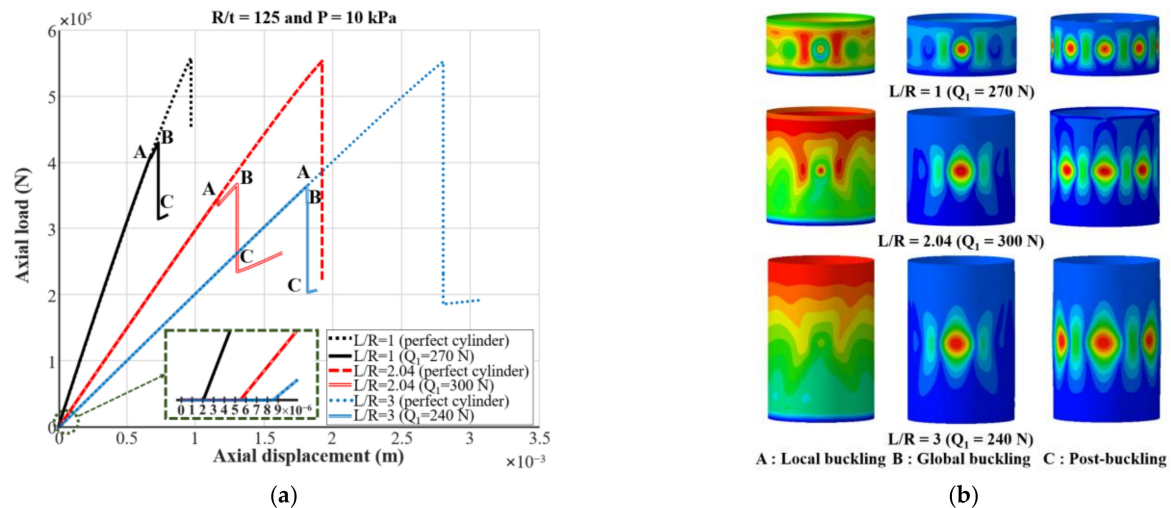 R/t = 125 and P = 10 kPa
×10⁵
6
5
4
3
2
1
0
Axial load (N)
A
B
C
A
B
C
A
B
C
0 1 2 3 4 5 6 7 8 9 ×10⁻⁶
L/R=1 (perfect cylinder)
L/R=1 (Q₁=270 N)
L/R=2.04 (perfect cylinder)
L/R=2.04 (Q₁=300 N)
L/R=3 (perfect cylinder)
L/R=3 (Q₁=240 N)
0 0.5 1 1.5 2 2.5 3 3.5
Axial displacement (m)
×10⁻³
(a)
L/R = 1 (Q₁ = 270 N)
L/R = 2.04 (Q₁ = 300 N)
L/R = 3 (Q₁ = 240 N)
A : Local buckling B : Global buckling C : Post-buckling
(b)